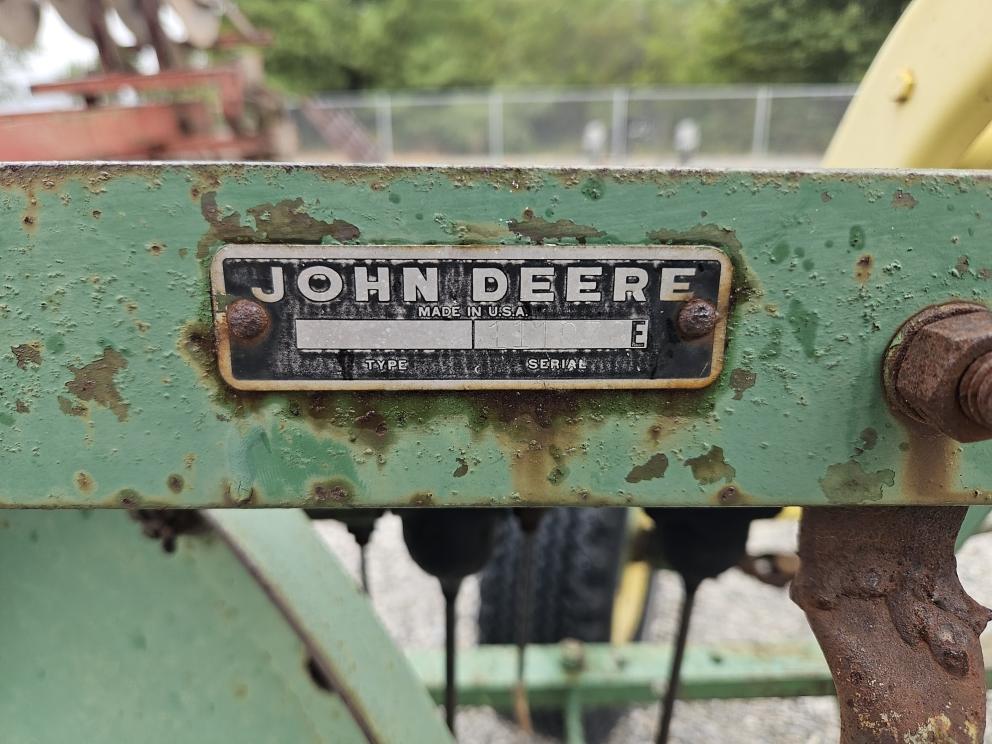 JOHN DEERE
MADE IN U.S.A.
E
TYPE SERIAL